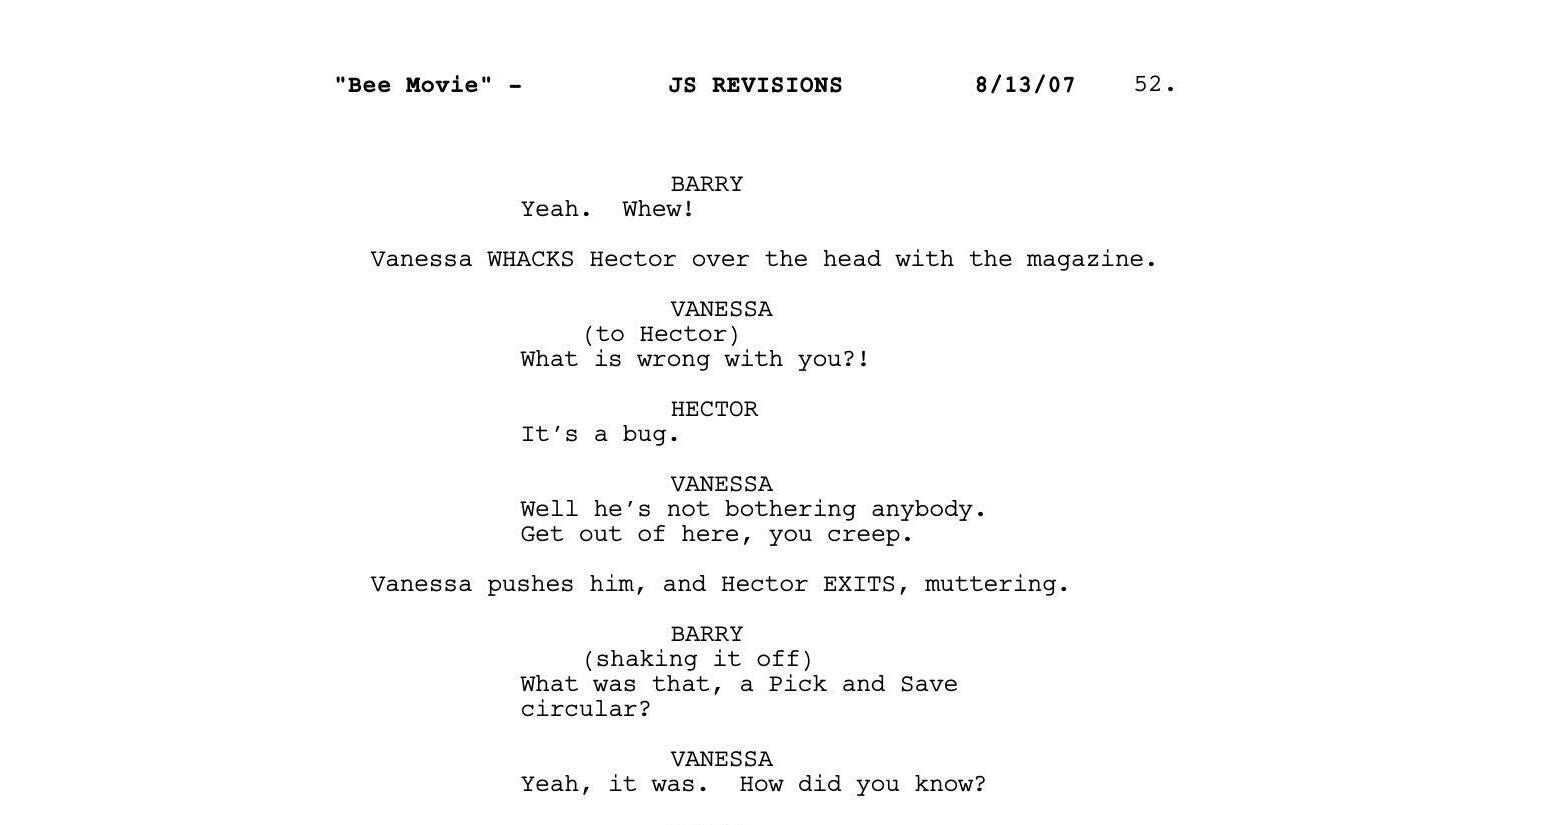 "Bee Movie" - JS REVISIONS 8/13/07 52.
BARRY
Yeah.  Whew!
Vanessa WHACKS Hector over the head with the magazine.
VANESSA
(to Hector)
What is wrong with you?!
HECTOR
It's a bug.
VANESSA
Well he's not bothering anybody.
Get out of here, you creep.
Vanessa pushes him, and Hector EXITS, muttering.
BARRY
(shaking it off)
What was that, a Pick and Save
circular?
VANESSA
Yeah, it was.  How did you know?